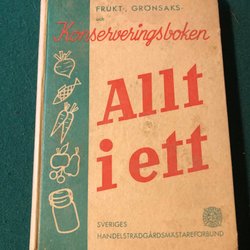 FRUKT-, GRÖNSAKS-
och
Konserveringsboken
Allt
i ett
SVERIGES
HANDELSTRÄDGÅRDSMÄSTAREFÖRBUND